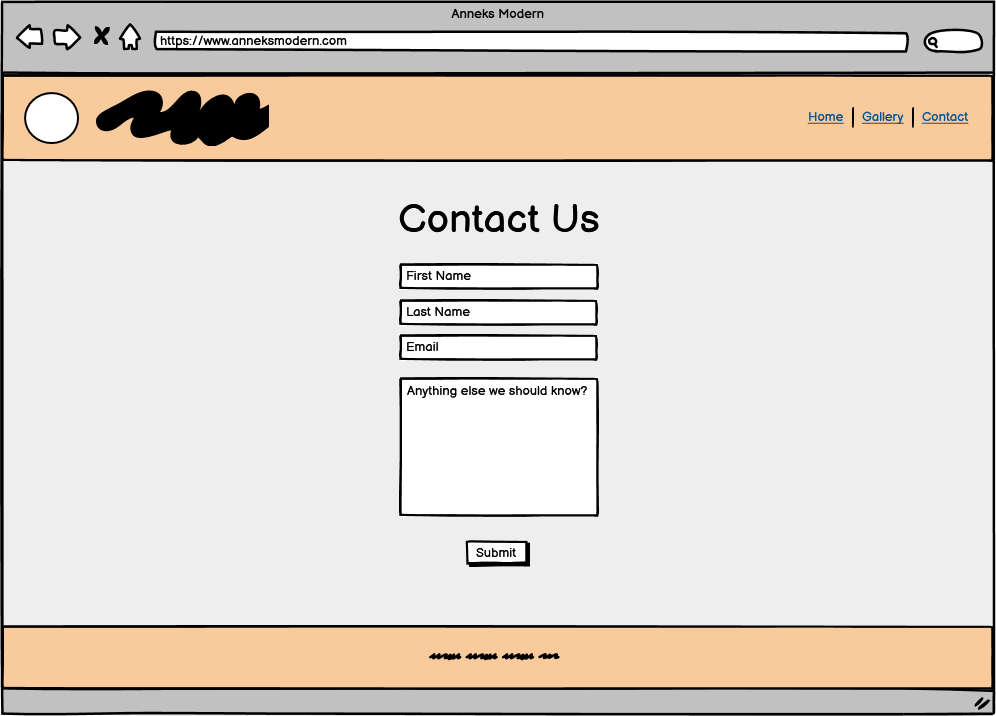 Anneks Modern
https://www.anneksmodern.com
Home Gallery Contact
Contact Us
First Name
Last Name
Email
Anything else we should know?
Submit